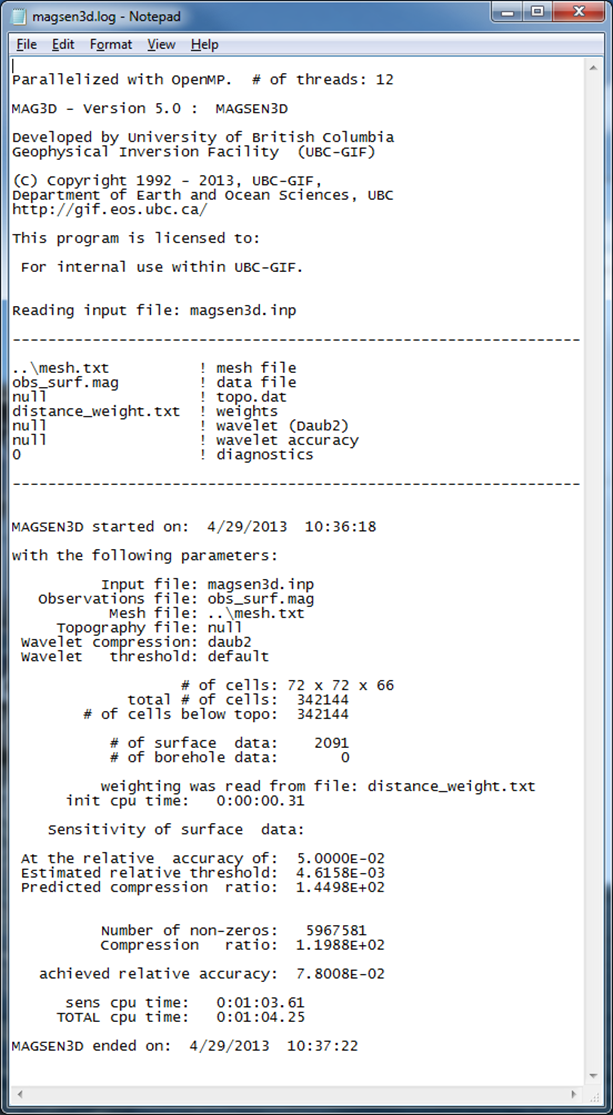 magsen3d.log - Notepad
File Edit Format View Help
Parallelized with OpenMP.  # of threads: 12
MAG3D - Version 5.0 :  MAGSEN3D
Developed by University of British Columbia
Geophysical Inversion Facility  (UBC-GIF)
(C) Copyright 1992 - 2013, UBC-GIF,
Department of Earth and Ocean Sciences, UBC
http://gif.eos.ubc.ca/
This program is licensed to:
For internal use within UBC-GIF.
Reading input file: magsen3d.inp
----------------------------------------------------------------
..\mesh.txt          ! mesh file
obs_surf.mag         ! data file
null                 ! topo.dat
distance_weight.txt  ! weights
null                 ! wavelet (Daub2)
null                 ! wavelet accuracy
0                    ! diagnostics
----------------------------------------------------------------
MAGSEN3D started on:  4/29/2013  10:36:18
with the following parameters:
Input file: magsen3d.inp
Observations file: obs_surf.mag
Mesh file: ..\mesh.txt
Topography file: null
Wavelet compression: daub2
Wavelet   threshold: default
# of cells: 72 x 72 x 66
total # of cells:  342144
# of cells below topo:  342144
# of surface  data:    2091
# of borehole data:       0
weighting was read from file: distance_weight.txt
init cpu time:   0:00:00.31
Sensitivity of surface  data:
At the relative  accuracy of:  5.0000E-02
Estimated relative threshold:  4.6158E-03
Predicted compression  ratio:  1.4498E+02
Number of non-zeros:   5967581
Compression   ratio:  1.1988E+02
achieved relative accuracy:  7.8008E-02
sens cpu time:   0:01:03.61
TOTAL cpu time:   0:01:04.25
MAGSEN3D ended on:  4/29/2013  10:37:22